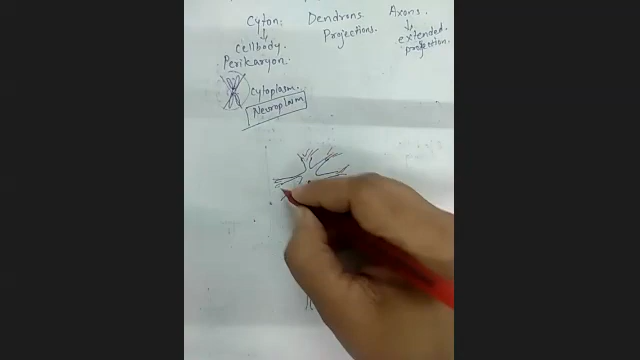 Cyton: Dendrons Axons.
↓ Projections. ↓
Cellbody. extended
Perikaryon. projection.
Cytoplasm.
Neuroplasm